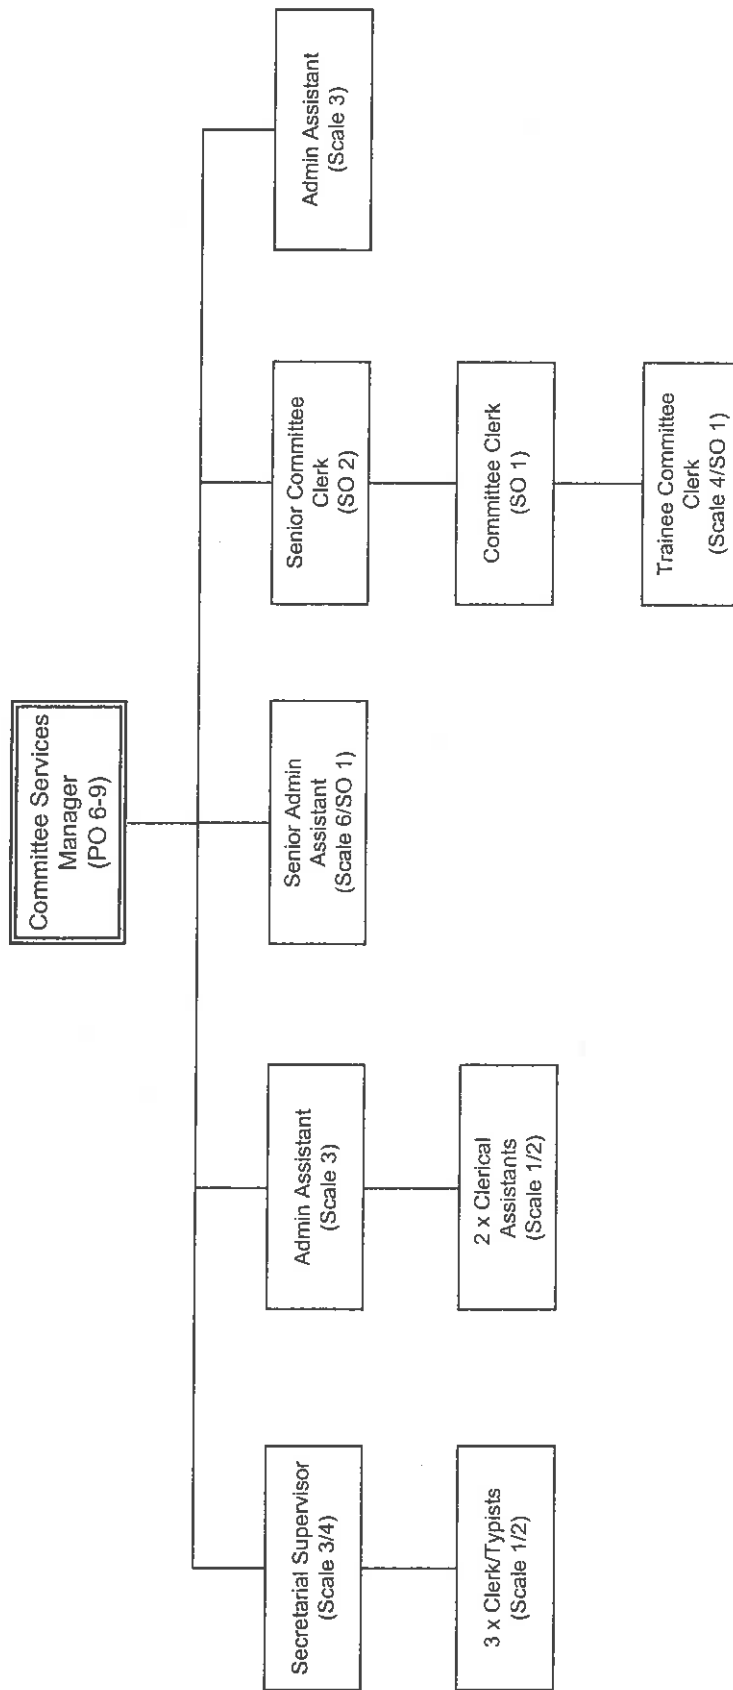 Committee Services
Manager
(PO 6-9)
Secretarial Supervisor
(Scale 3/4)
Admin Assistant
(Scale 3)
Senior Admin
Assistant
(Scale 6/SO 1)
Senior Committee
Clerk
(SO 2)
Admin Assistant
(Scale 3)
3 x Clerk/Typists
(Scale 1/2)
2 x Clerical
Assistants
(Scale 1/2)
Committee Clerk
(SO 1)
Trainee Committee
Clerk
(Scale 4/SO 1)